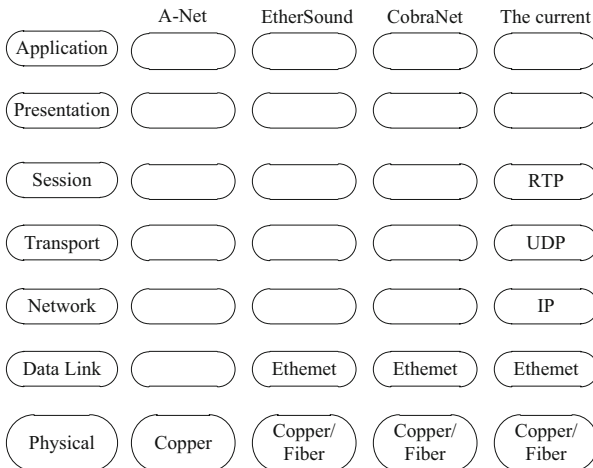 A-Net EtherSound CobraNet The current
Application
Presentation
Session RTP
Transport UDP
Network IP
Data Link Ethemet Ethemet Ethemet
Physical Copper Copper/ Fiber Copper/ Fiber Copper/ Fiber